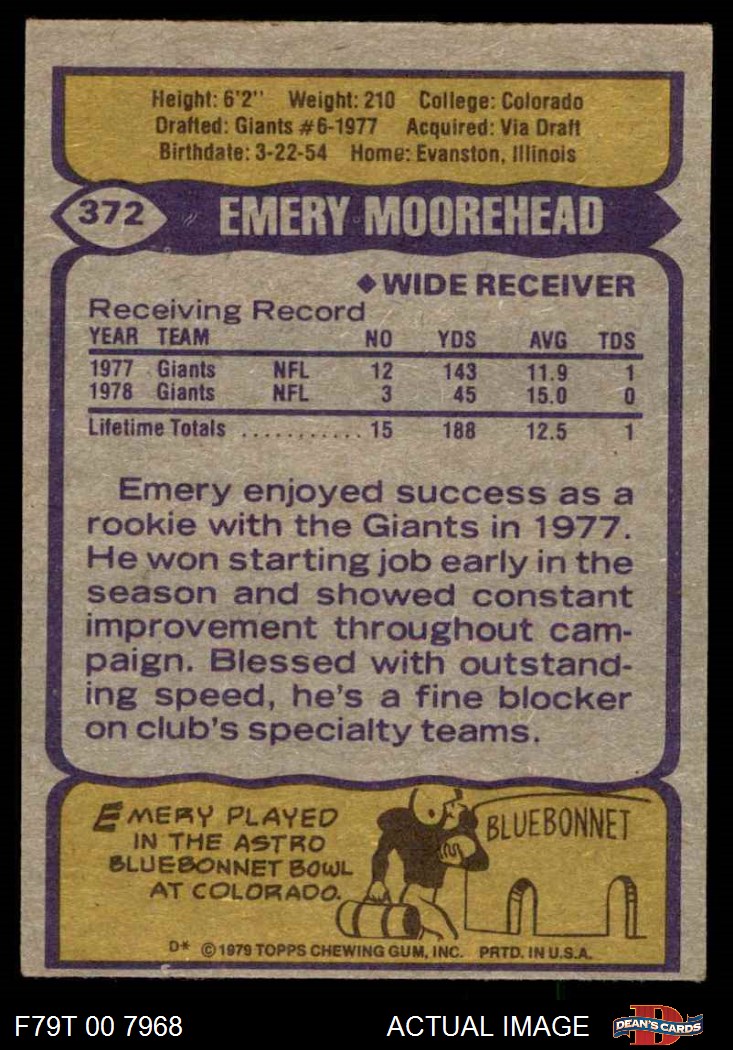 Height: 6'2" Weight: 210 College: Colorado
Drafted: Giants #6-1977 Acquired: Via Draft
Birthdate: 3-22-54 Home: Evanston, Illinois
372 EMERY MOOREHEAD
◆WIDE RECEIVER
Receiving Record
YEAR TEAM NO YDS AVG TDS
1977 Giants NFL 12 143 11.9 1
1978 Giants NFL 3 45 15.0 0
Lifetime Totals ........... 15 188 12.5 1
Emery enjoyed success as a
rookie with the Giants in 1977.
He won starting job early in the
season and showed constant
improvement throughout cam-
paign. Blessed with outstand-
ing speed, he's a fine blocker
on club's specialty teams.
EMERY PLAYED
IN THE ASTRO
BLUEBONNET BOWL
AT COLORADO.
BLUEBONNET
D* © 1979 TOPPS CHEWING GUM, INC. PRTD. IN U.S.A.
F79T 00 7968 ACTUAL IMAGE D DEAN'S CARDS